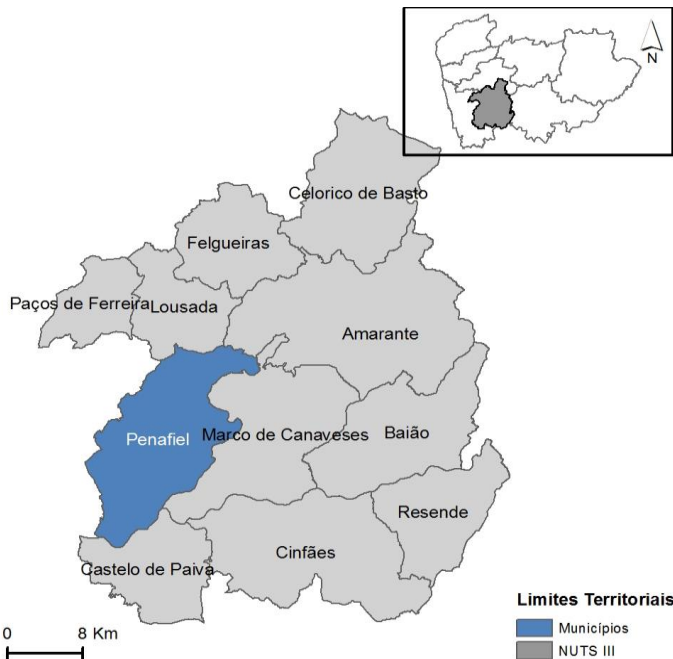 N
Celorico de Basto
Felgueiras
Paços de Ferreira
Lousada
Amarante
Penafiel
Marco de Canaveses
Baião
Resende
Cinfães
Castelo de Paiva
Limites Territoriais
0 8 Km
Municípios
NUTS III